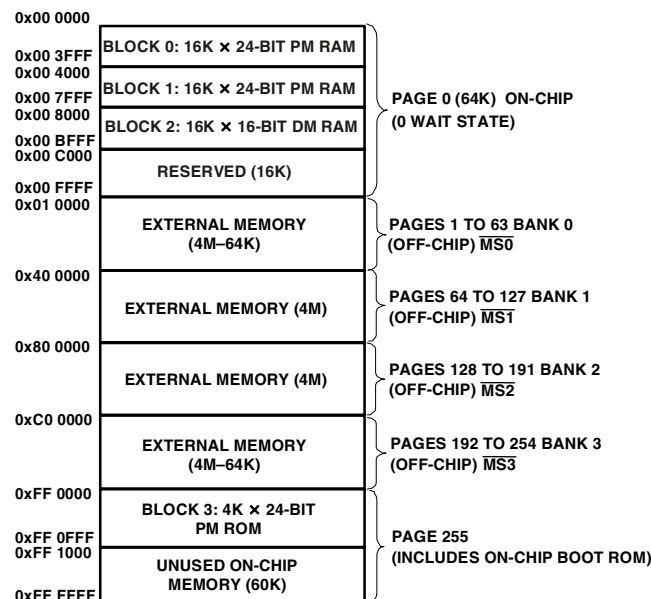 0x00 0000
BLOCK 0: 16K × 24-BIT PM RAM
0x00 3FFF
0x00 4000
BLOCK 1: 16K × 24-BIT PM RAM
0x00 7FFF
0x00 8000
BLOCK 2: 16K × 16-BIT DM RAM
0x00 BFFF
0x00 C000
RESERVED (16K)
0x00 FFFF
PAGE 0 (64K) ON-CHIP
(0 WAIT STATE)
0x01 0000
EXTERNAL MEMORY
(4M–64K)
PAGES 1 TO 63 BANK 0
(OFF-CHIP) M̅S̅0̅
0x40 0000
EXTERNAL MEMORY (4M)
PAGES 64 TO 127 BANK 1
(OFF-CHIP) M̅S̅1̅
0x80 0000
EXTERNAL MEMORY (4M)
PAGES 128 TO 191 BANK 2
(OFF-CHIP) M̅S̅2̅
0xC0 0000
EXTERNAL MEMORY
(4M–64K)
PAGES 192 TO 254 BANK 3
(OFF-CHIP) M̅S̅3̅
0xFF 0000
BLOCK 3: 4K × 24-BIT
PM ROM
0xFF 0FFF
0xFF 1000
UNUSED ON-CHIP
MEMORY (60K)
0xFF FFFF
PAGE 255
(INCLUDES ON-CHIP BOOT ROM)